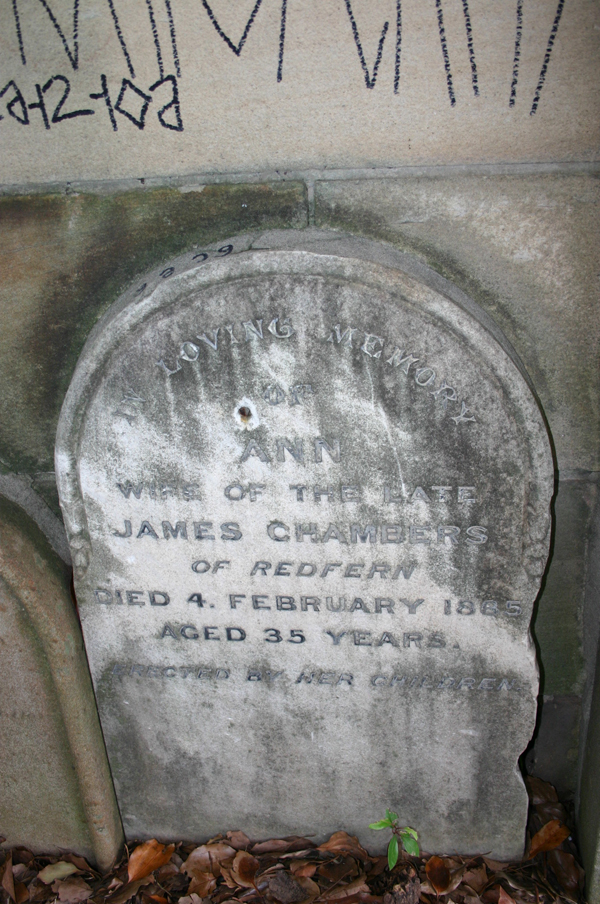 IN LOVING MEMORY
OF
ANN
WIFE OF THE LATE
JAMES CHAMBERS
OF REDFERN
DIED 4. FEBRUARY 1865
AGED 35 YEARS.
ERECTED BY HER CHILDREN